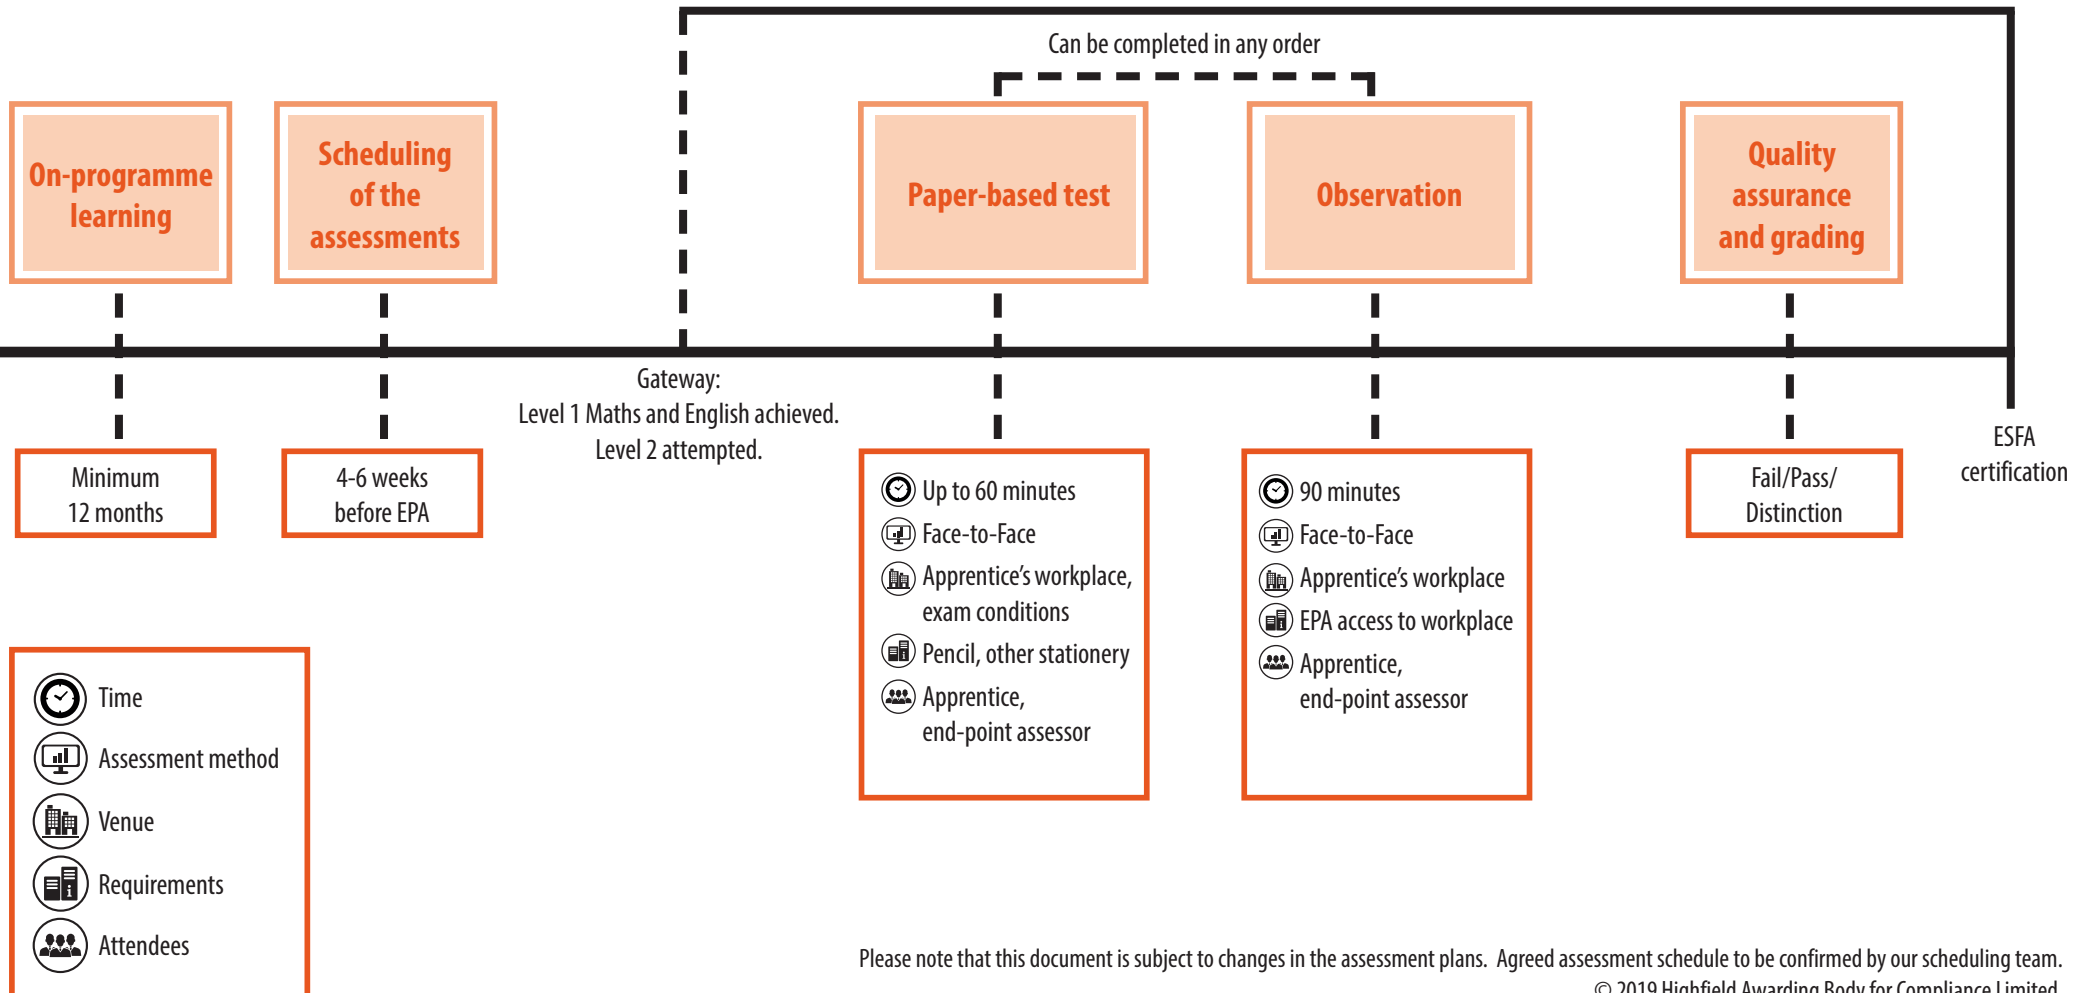 Can be completed in any order
On-programme
learning
Scheduling
of the
assessments
Paper-based test
Observation
Quality
assurance
and grading
Gateway:
Level 1 Maths and English achieved.
Level 2 attempted.
Minimum
12 months
4-6 weeks
before EPA
Up to 60 minutes
Face-to-Face
Apprentice's workplace,
exam conditions
Pencil, other stationery
Apprentice,
end-point assessor
90 minutes
Face-to-Face
Apprentice's workplace
EPA access to workplace
Apprentice,
end-point assessor
Fail/Pass/
Distinction
ESFA
certification
Time
Assessment method
Venue
Requirements
Attendees
Please note that this document is subject to changes in the assessment plans. Agreed assessment schedule to be confirmed by our scheduling team.
© 2019 Highfield Awarding Body for Compliance Limited.